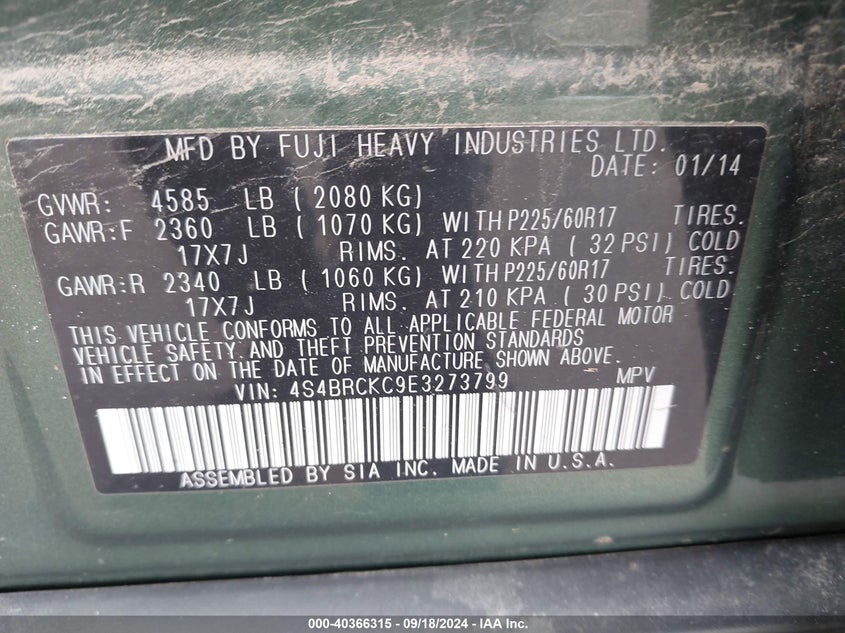 MFD BY FUJI HEAVY INDUSTRIES LTD.
DATE: 01/14
GVWR: 4585 LB ( 2080 KG)
GAWR:F 2360 LB ( 1070 KG) WITH P225/60R17 TIRES.
17X7J RIMS. AT 220 KPA ( 32 PSI) COLD
GAWR:R 2340 LB ( 1060 KG) WITH P225/60R17 TIRES.
17X7J RIMS. AT 210 KPA ( 30 PSI) COLD
THIS VEHICLE CONFORMS TO ALL APPLICABLE FEDERAL MOTOR
VEHICLE SAFETY AND THEFT PREVENTION STANDARDS
IN EFFECT ON THE DATE OF MANUFACTURE SHOWN ABOVE.
VIN: 4S4BRCKC9E3273799 MPV
ASSEMBLED BY SIA INC. MADE IN U.S.A.
000-40366315 - 09/18/2024 - IAA Inc.